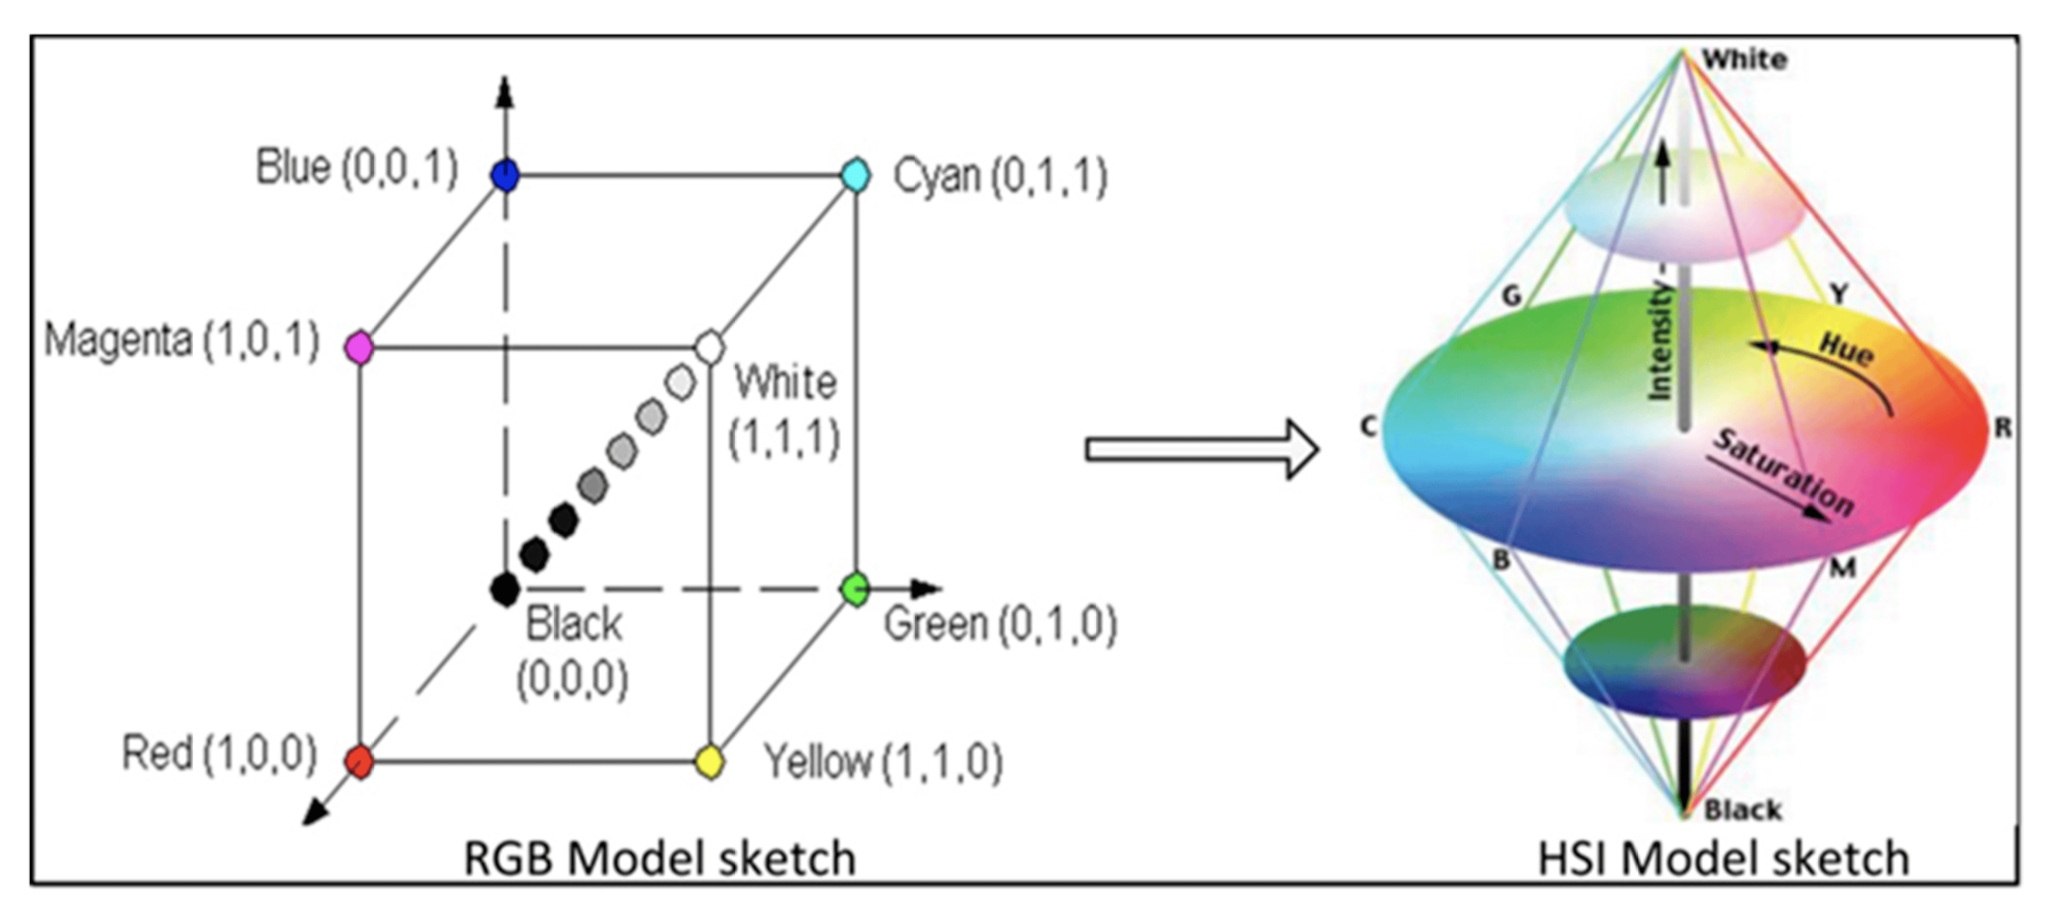 Blue (0,0,1)
Cyan (0,1,1)
Magenta (1,0,1)
White
(1,1,1)
Black
(0,0,0)
Green (0,1,0)
Red (1,0,0)
Yellow (1,1,0)
RGB Model sketch
White
Intensity
G
Y
Hue
C
R
Saturation
B
M
Black
HSI Model sketch